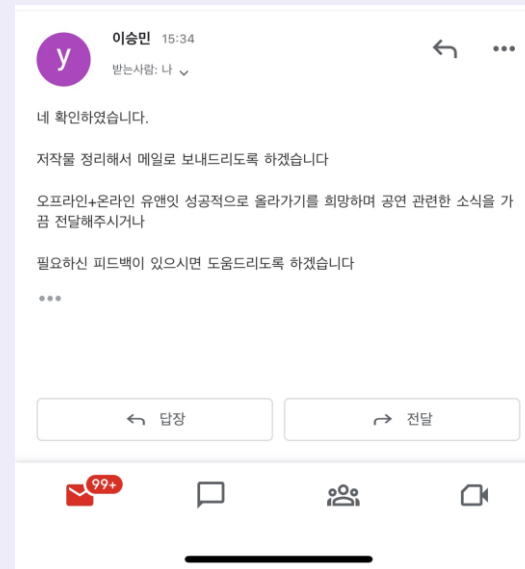 y
이승민 15:34
받는사람: 나
네 확인하였습니다.
저작물 정리해서 메일로 보내드리도록 하겠습니다
오프라인+온라인 유앤잇 성공적으로 올라가기를 희망하며 공연 관련한 소식을 가
끔 전달해주시거나
필요하신 피드백이 있으시면 도움드리도록 하겠습니다
답장
전달
99+